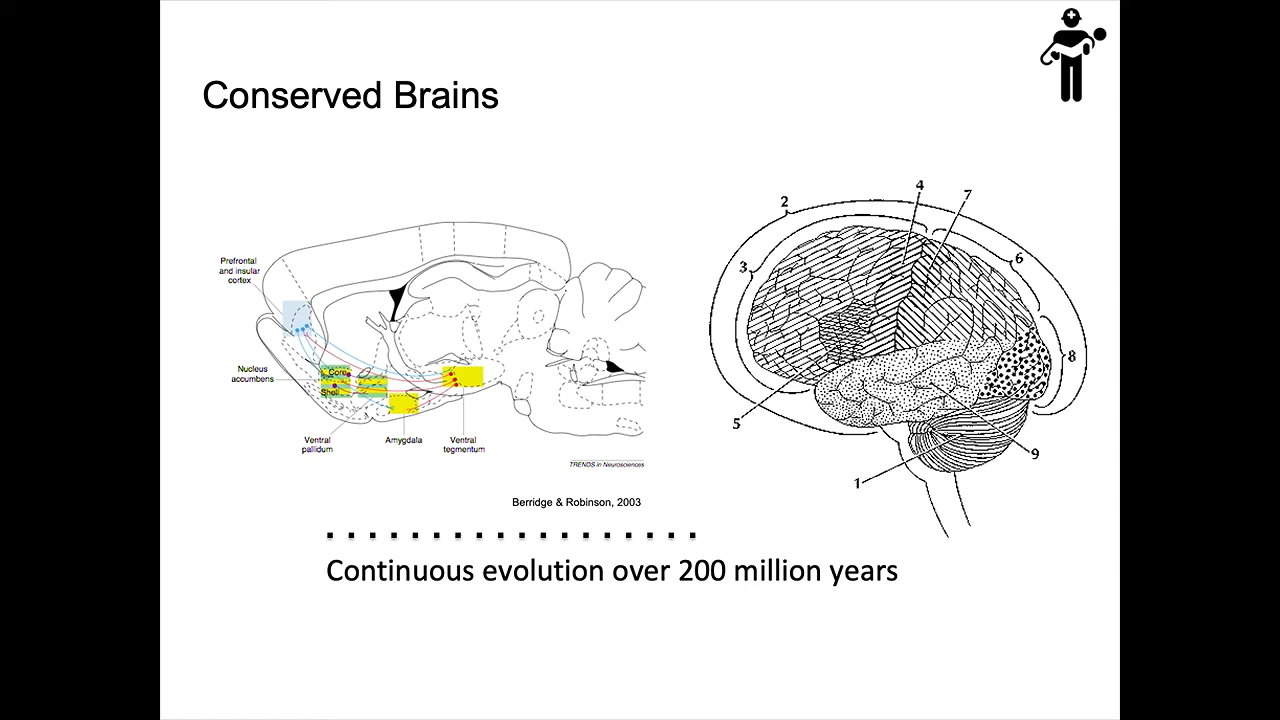 Conserved Brains
Prefrontal
and insular
cortex
Nucleus
accumbens
Core
Shell
Ventral
pallidum
Amygdala
Ventral
tegmentum
TRENDS in Neurosciences
Berridge & Robinson, 2003
2
4
7
3
6
8
5
9
1
Continuous evolution over 200 million years